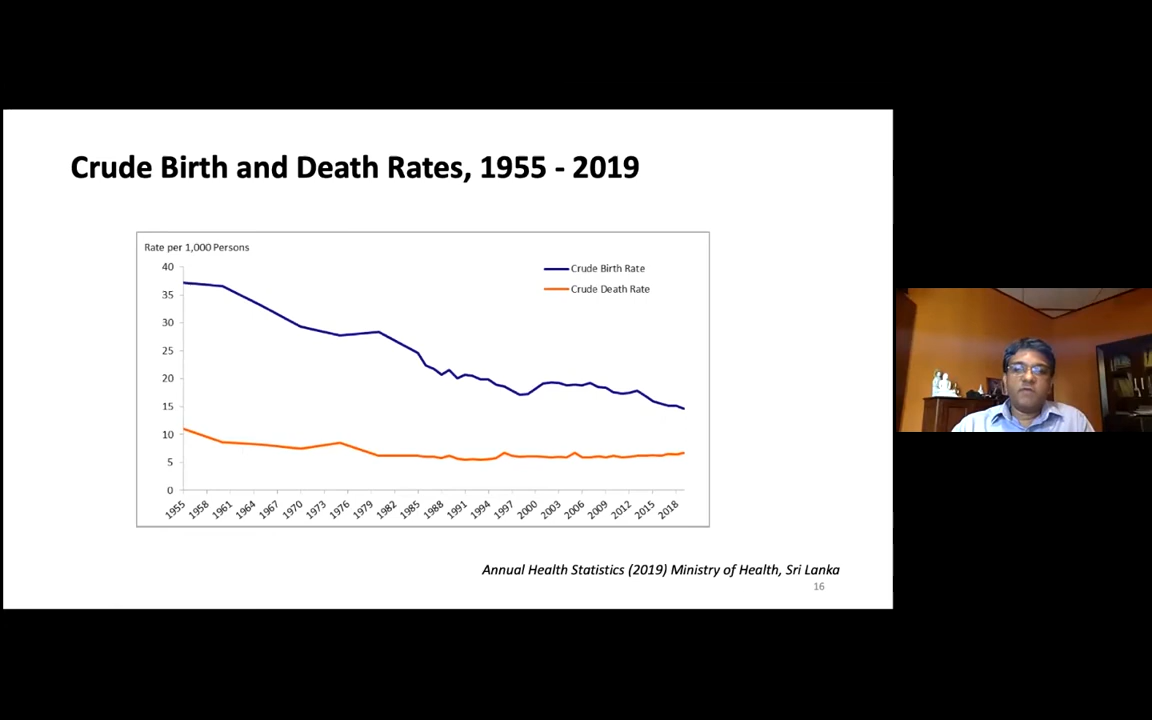 Crude Birth and Death Rates, 1955 - 2019
Rate per 1,000 Persons
40
35
30
25
20
15
10
5
0
Crude Birth Rate
Crude Death Rate
1955 1958 1961 1964 1967 1970 1973 1976 1979 1982 1985 1988 1991 1994 1997 2000 2003 2006 2009 2012 2015 2018
Annual Health Statistics (2019) Ministry of Health, Sri Lanka
16